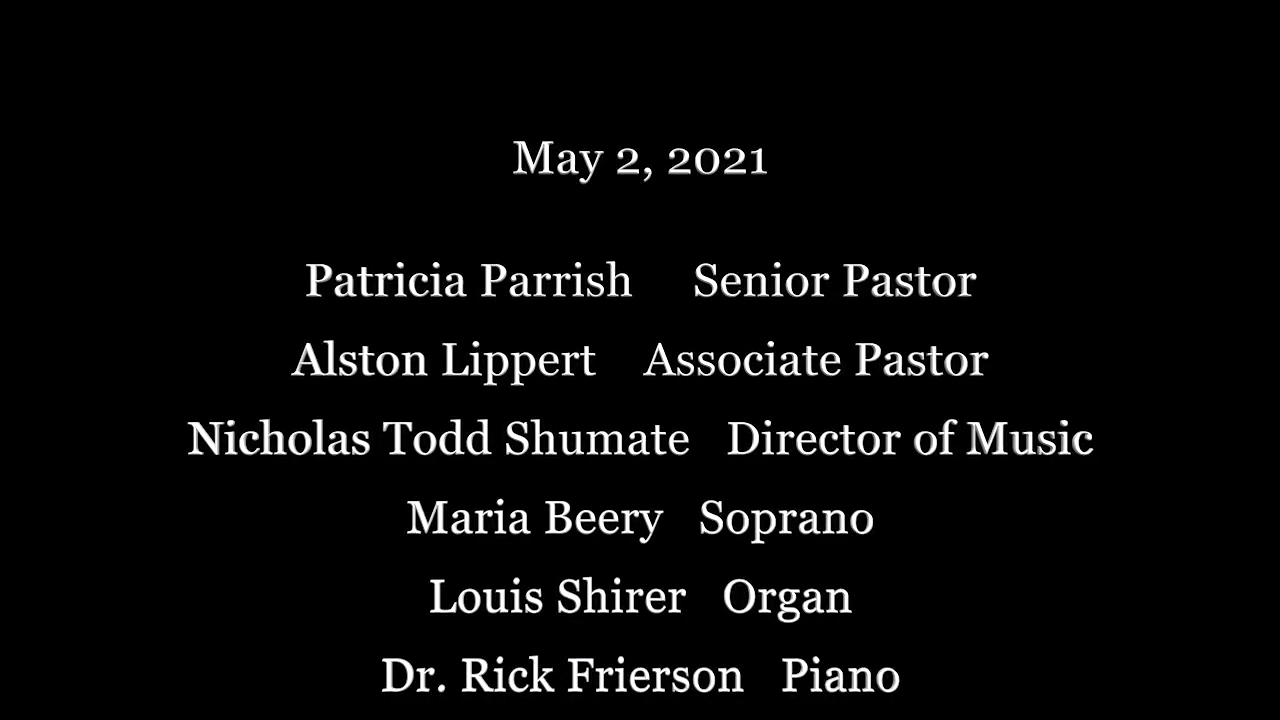 May 2, 2021
Patricia Parrish Senior Pastor
Alston Lippert Associate Pastor
Nicholas Todd Shumate Director of Music
Maria Beery Soprano
Louis Shirer Organ
Dr. Rick Frierson Piano